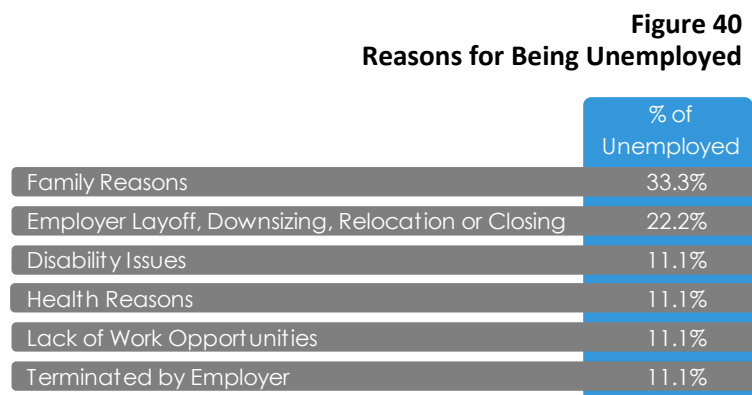 Figure 40
Reasons for Being Unemployed
% of
Unemployed
Family Reasons 33.3%
Employer Layoff, Downsizing, Relocation or Closing 22.2%
Disability Issues 11.1%
Health Reasons 11.1%
Lack of Work Opportunities 11.1%
Terminated by Employer 11.1%